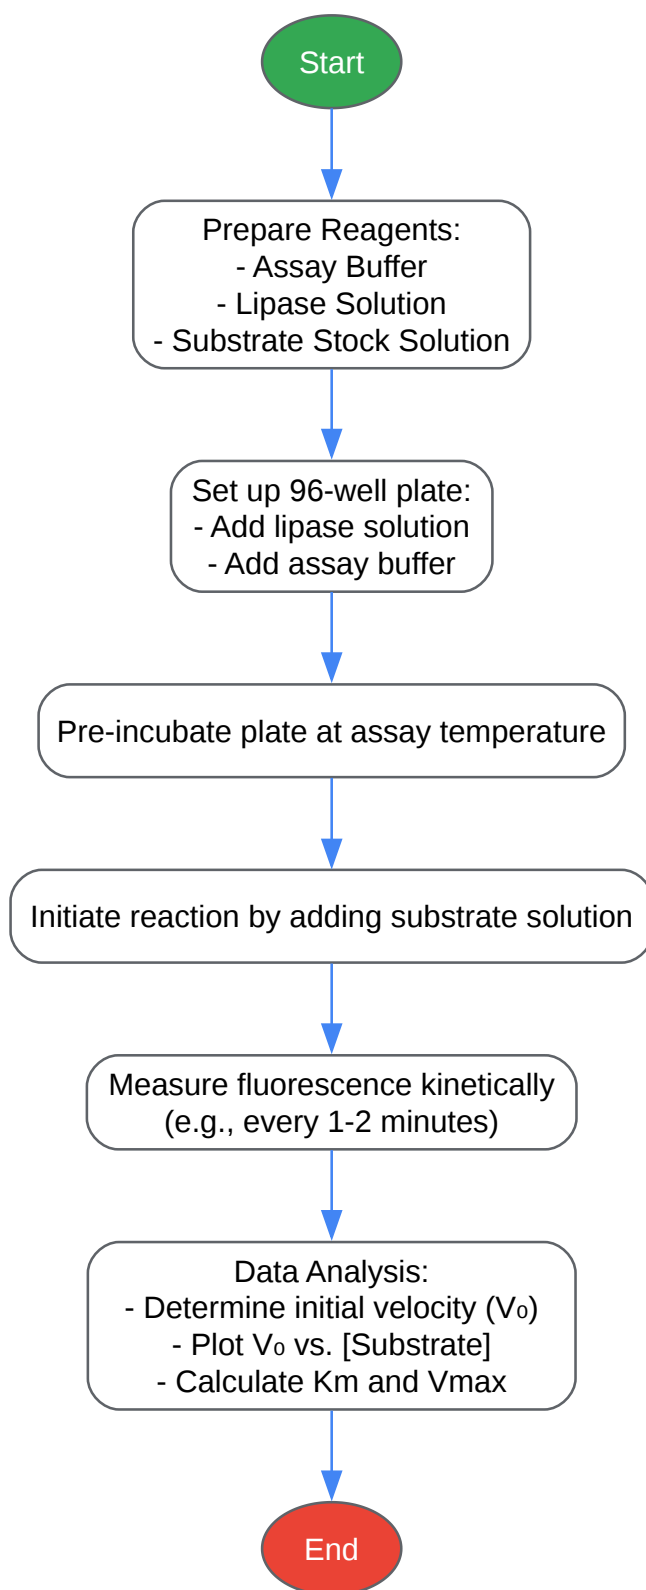 Start
Prepare Reagents:
- Assay Buffer
- Lipase Solution
- Substrate Stock Solution
Set up 96-well plate:
- Add lipase solution
- Add assay buffer
Pre-incubate plate at assay temperature
Initiate reaction by adding substrate solution
Measure fluorescence kinetically
(e.g., every 1-2 minutes)
Data Analysis:
- Determine initial velocity (V₀)
- Plot V₀ vs. [Substrate]
- Calculate Km and Vmax
End